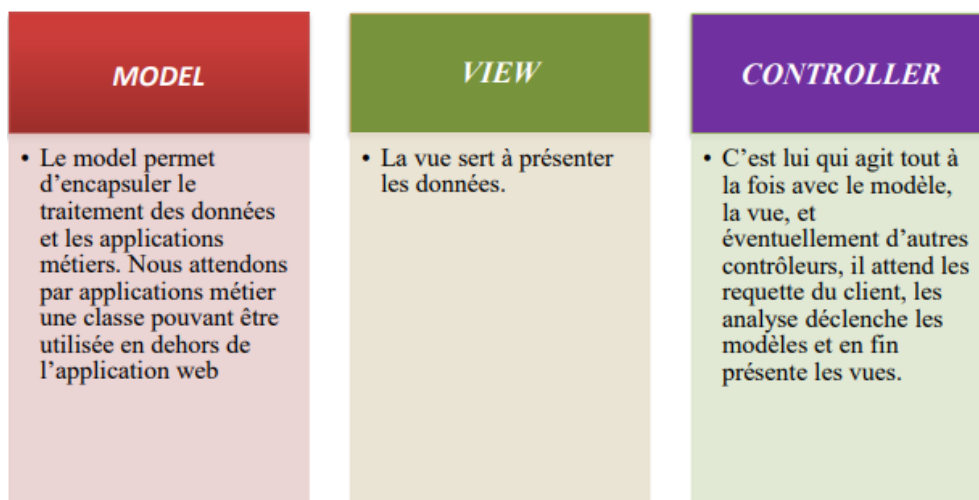 MODEL
• Le model permet
d'encapsuler le
traitement des données
et les applications
métiers. Nous attendons
par applications métier
une classe pouvant être
utilisée en dehors de
l'application web
VIEW
• La vue sert à présenter
les données.
CONTROLLER
• C'est lui qui agit tout à
la fois avec le modèle,
la vue, et
éventuellement d'autres
contrôleurs, il attend les
requette du client, les
analyse déclenche les
modèles et en fin
présente les vues.